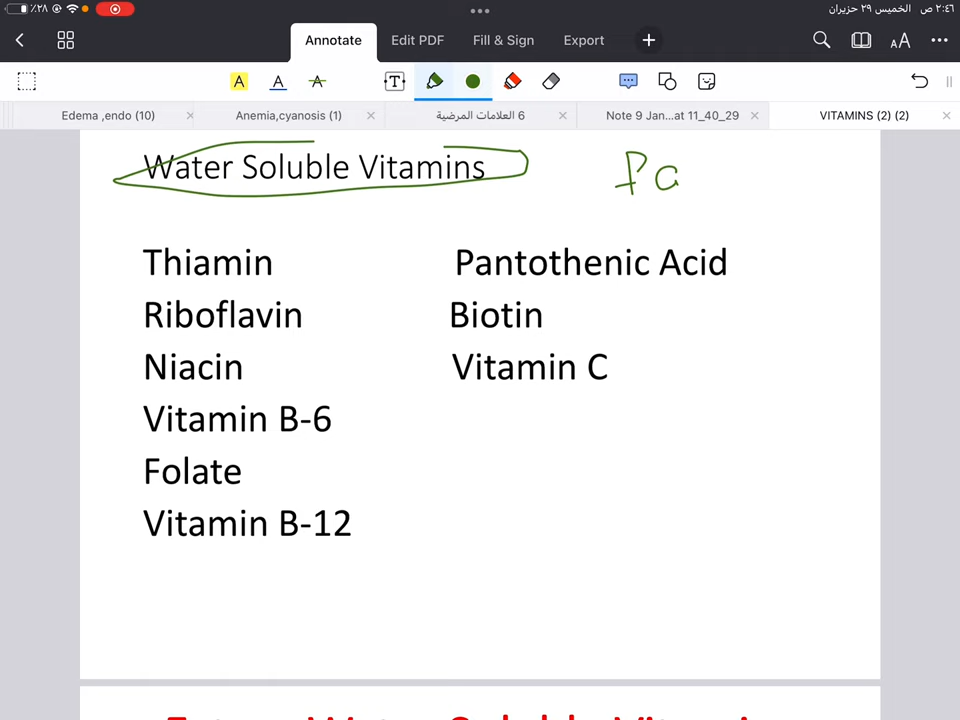 ٢:٤٦ ص الخميس ٢٩ حزيران
٪٢٨
Annotate Edit PDF Fill & Sign Export
Edema ,endo (10) Anemia,cyanosis (1) 6 العلامات المرضية Note 9 Jan...at 11_40_29 VITAMINS (2) (2)
Water Soluble Vitamins
Thiamin Pantothenic Acid
Riboflavin Biotin
Niacin Vitamin C
Vitamin B-6
Folate
Vitamin B-12